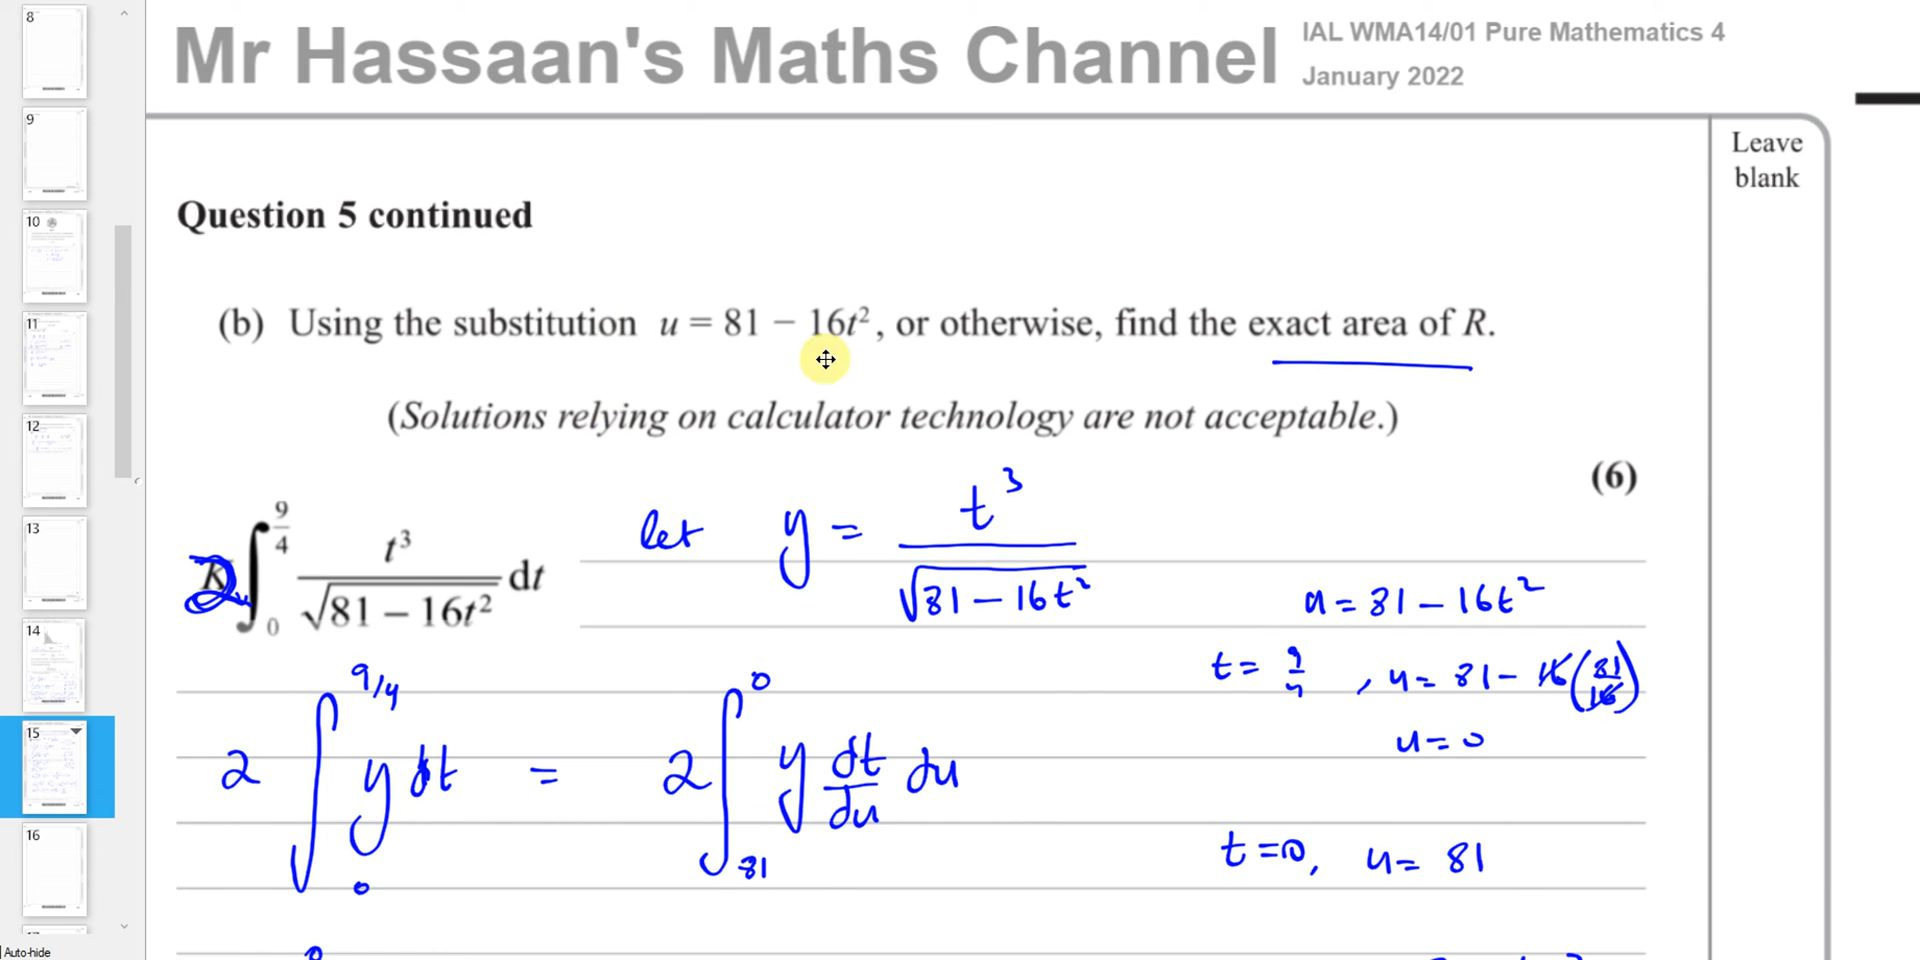 8
9
10
11
12
13
14
15
16
Auto-hide
Mr Hassaan's Maths Channel
IAL WMA14/01 Pure Mathematics 4
January 2022
Leave
blank
Question 5 continued
(b) Using the substitution u = 81 − 16t², or otherwise, find the exact area of R.
(Solutions relying on calculator technology are not acceptable.)
(6)
2 ∫₀^(9/4) t³/√(81 − 16t²) dt
let y = t³/√(81 − 16t²)
u = 81 − 16t²
t = 9/4, u = 81 − 16(81/16)
u = 0
2 ∫₀^(9/4) y dt = 2 ∫₈₁^0 y dt/du du
t = 0, u = 81